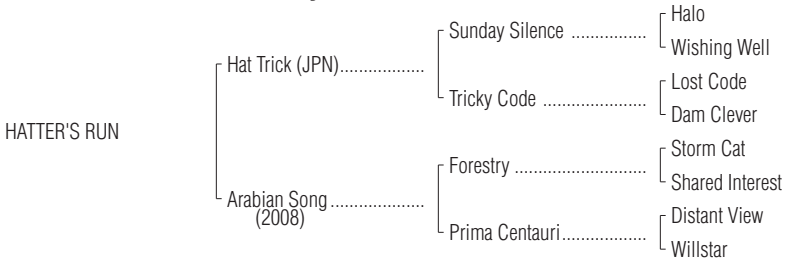 Halo
Sunday Silence ................
Wishing Well
Hat Trick (JPN)..................
Lost Code
Tricky Code ......................
Dam Clever
HATTER'S RUN
Storm Cat
Forestry ............................
Shared Interest
Arabian Song....................
(2008)
Distant View
Prima Centauri..................
Willstar